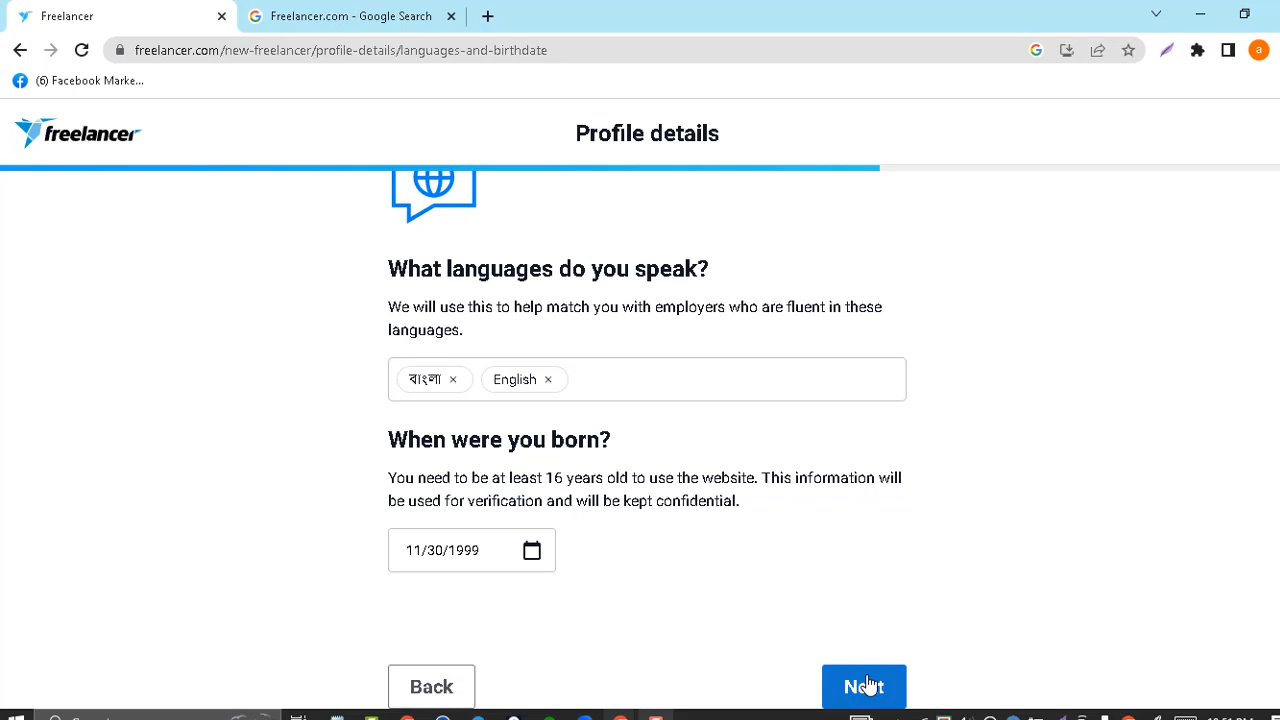 Freelancer
Freelancer.com - Google Search
freelancer.com/new-freelancer/profile-details/languages-and-birthdate
a
(6) Facebook Marke...
freelancer
Profile details
What languages do you speak?
We will use this to help match you with employers who are fluent in these
languages.
বাংলা × English ×
When were you born?
You need to be at least 16 years old to use the website. This information will
be used for verification and will be kept confidential.
11/30/1999
Back
Next